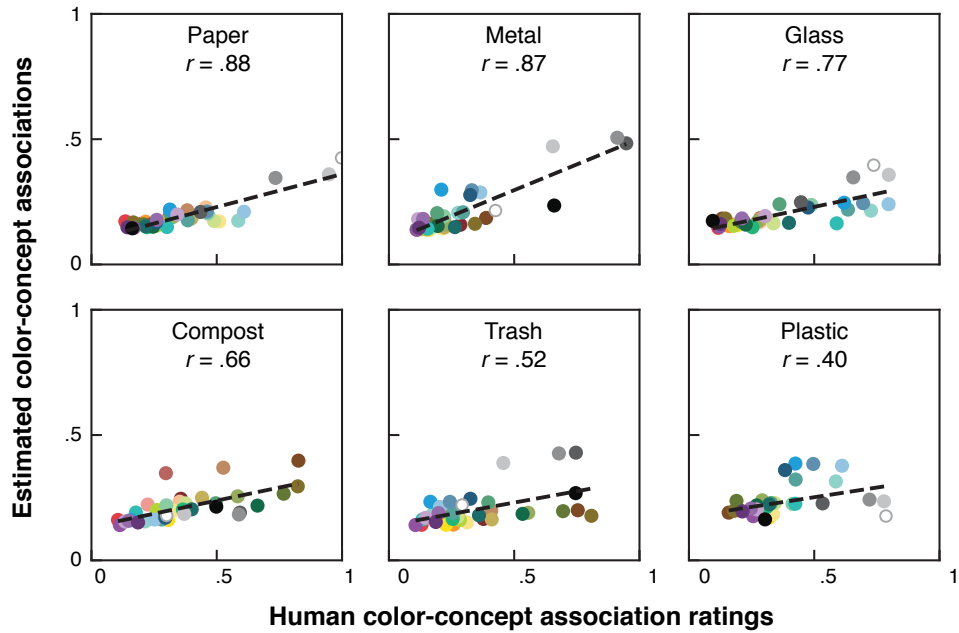 Estimated color-concept associations
1
.5
0
Paper
r = .88
Metal
r = .87
Glass
r = .77
1
.5
0
Compost
r = .66
Trash
r = .52
Plastic
r = .40
0 .5 1
0 .5 1
0 .5 1
Human color-concept association ratings